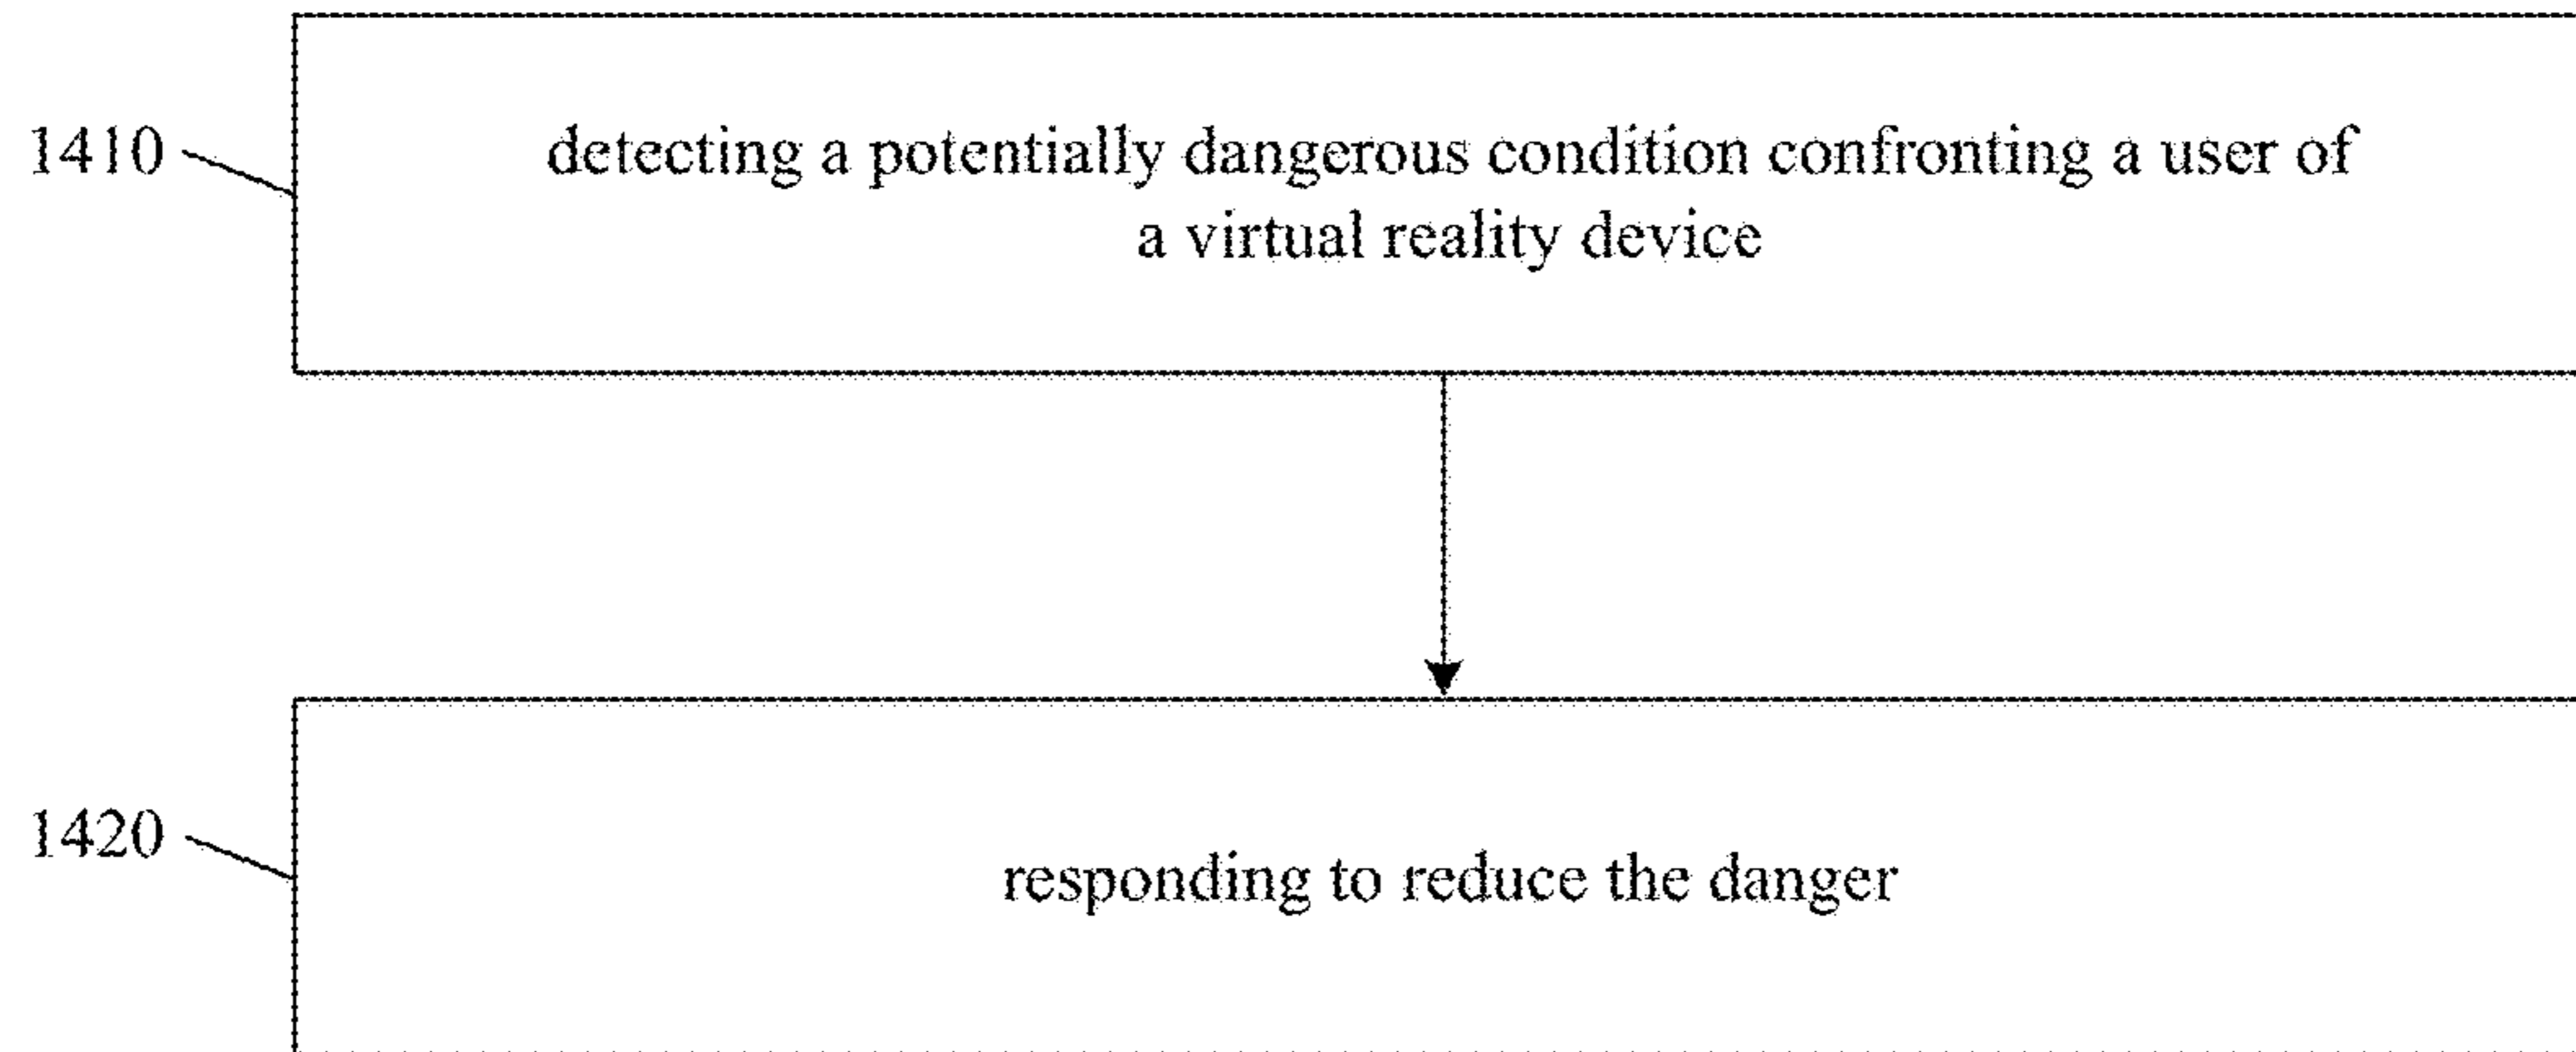 1410
detecting a potentially dangerous condition confronting a user of
a virtual reality device
1420
responding to reduce the danger